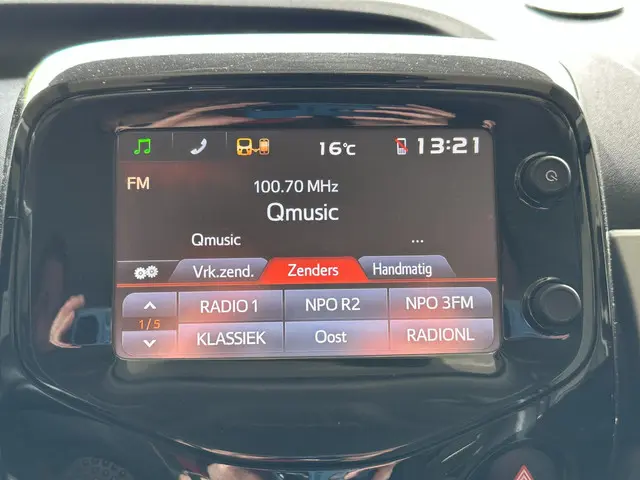 16°C 13:21
FM
100.70 MHz
Qmusic
Qmusic ...
Vrk.zend. Zenders Handmatig
RADIO 1 NPO R2 NPO 3FM
1/5
KLASSIEK Oost RADIONL